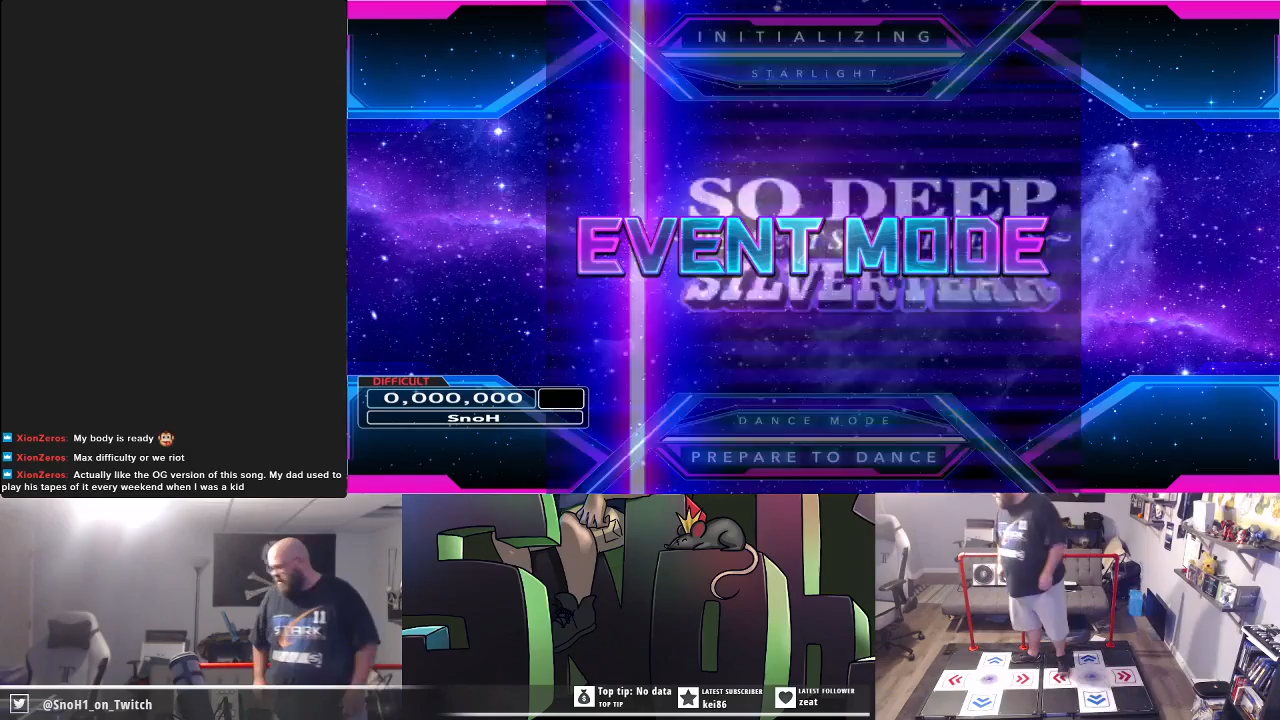 INITIALIZING
STARLIGHT
SO DEEP
EVENT MODE
SILVERTEAR
DIFFICULT
0,000,000
SnoH
DANCE MODE
PREPARE TO DANCE
XionZeros: My body is ready
XionZeros: Max difficulty or we riot
XionZeros: Actually like the OG version of this song. My dad used to
play his tapes of it every weekend when I was a kid
11
STARK
@SnoH1_on_Twitch
Top tip: No data
TOP TIP
LATEST SUBSCRIBER
kei86
LATEST FOLLOWER
zeat